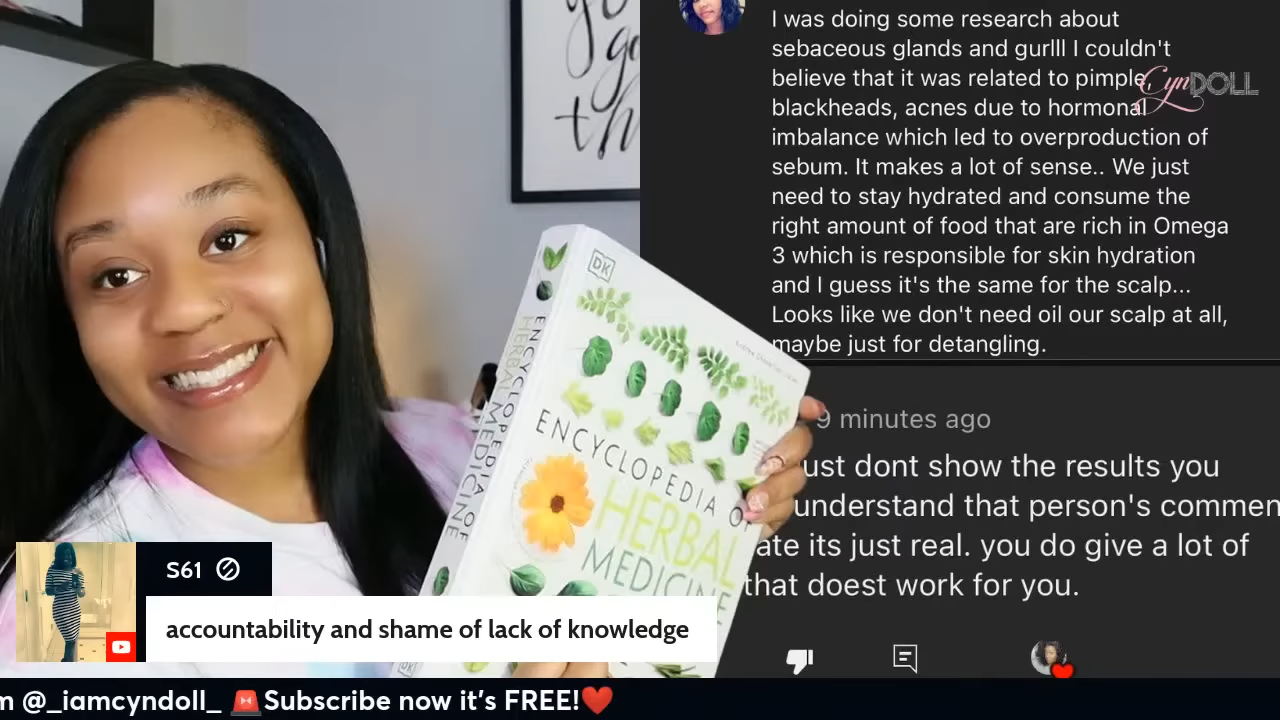 I was doing some research about
sebaceous glands and gurlll I couldn't
believe that it was related to pimple,
blackheads, acnes due to hormonal
imbalance which led to overproduction of
sebum. It makes a lot of sense.. We just
need to stay hydrated and consume the
right amount of food that are rich in Omega
3 which is responsible for skin hydration
and I guess it's the same for the scalp...
Looks like we don't need oil our scalp at all,
maybe just for detangling.
CynDOLL
9 minutes ago
ust dont show the results you
understand that person's commen
ate its just real. you do give a lot of
that doest work for you.
DK
ENCYCLOPEDIA OF
HERBAL
MEDICINE
ENCYCLOPEDIA OF
HERBAL MEDICINE
DK
S61
accountability and shame of lack of knowledge
m @_iamcyndoll_ 🚨Subscribe now it's FREE!❤️